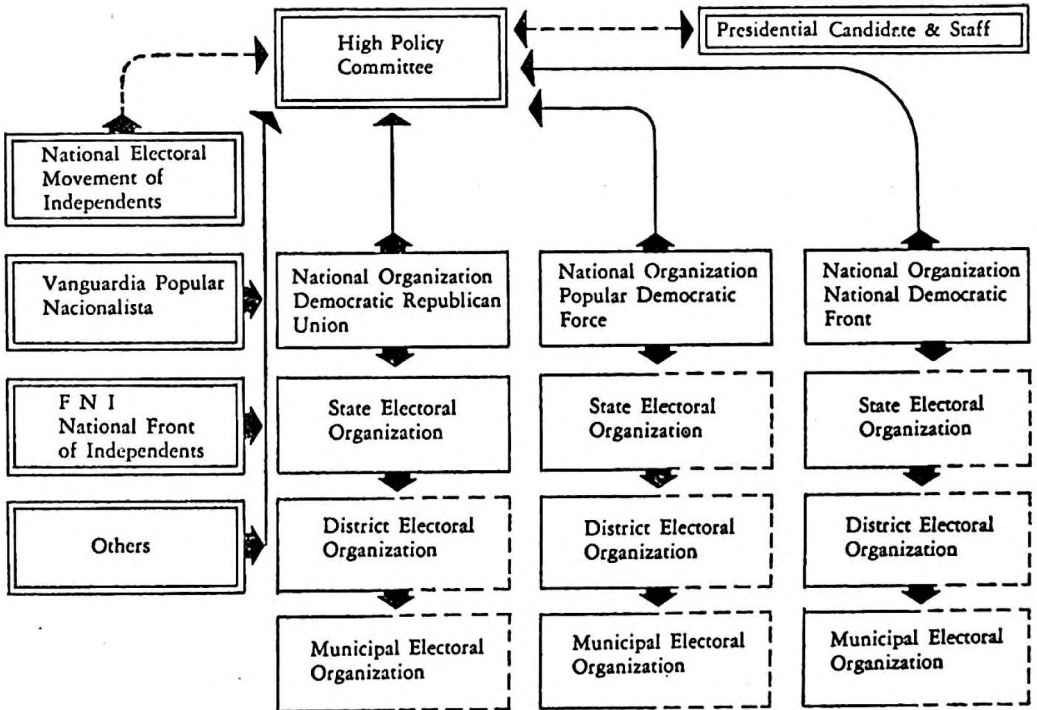 High Policy
Committee
Presidential Candidate & Staff
National Electoral
Movement of
Independents
Vanguardia Popular
Nacionalista
F N I
National Front
of Independents
Others
National Organization
Democratic Republican
Union
State Electoral
Organization
District Electoral
Organization
Municipal Electoral
Organization
National Organization
Popular Democratic
Force
State Electoral
Organization
District Electoral
Organization
Municipal Electoral
Organization
National Organization
National Democratic
Front
State Electoral
Organization
District Electoral
Organization
Municipal Electoral
Organization